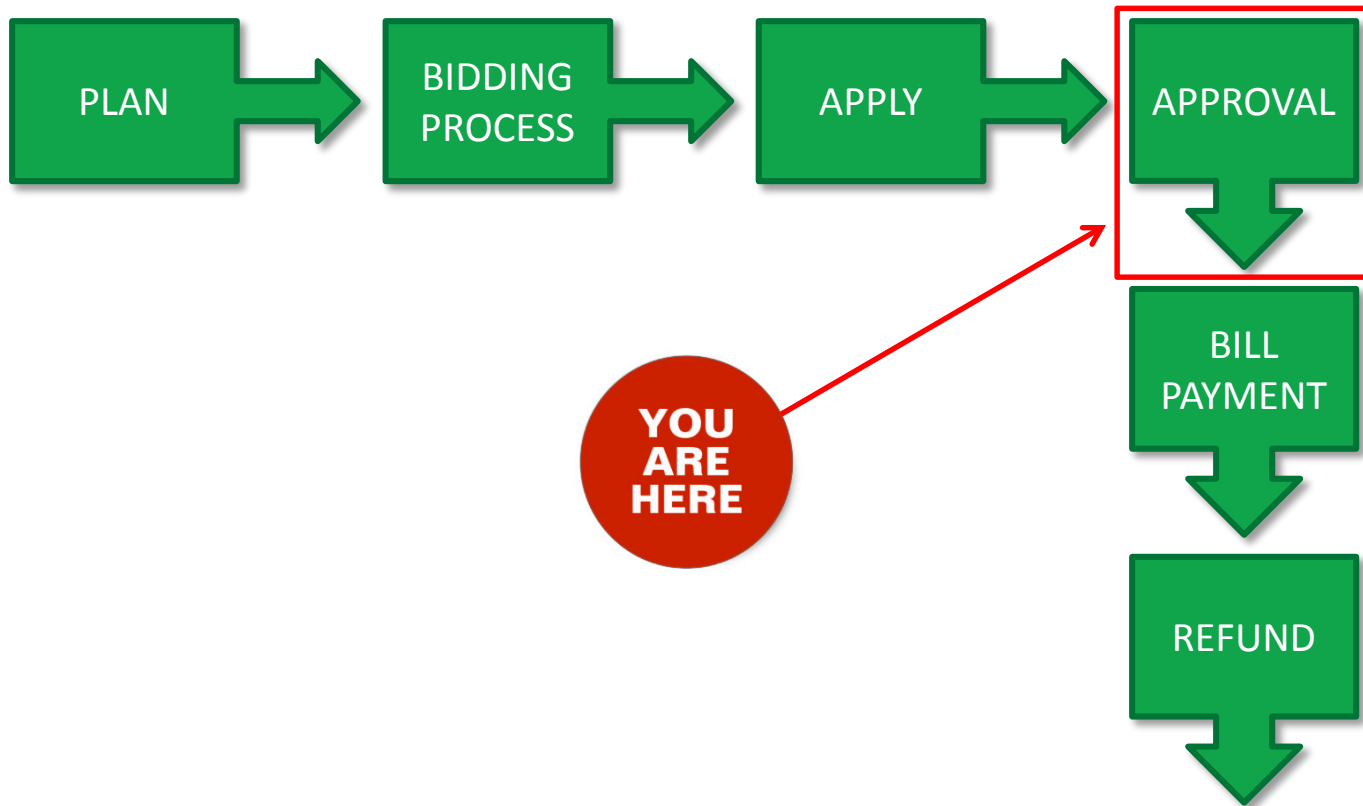 PLAN
BIDDING
PROCESS
APPLY
APPROVAL
BILL
PAYMENT
YOU
ARE
HERE
REFUND